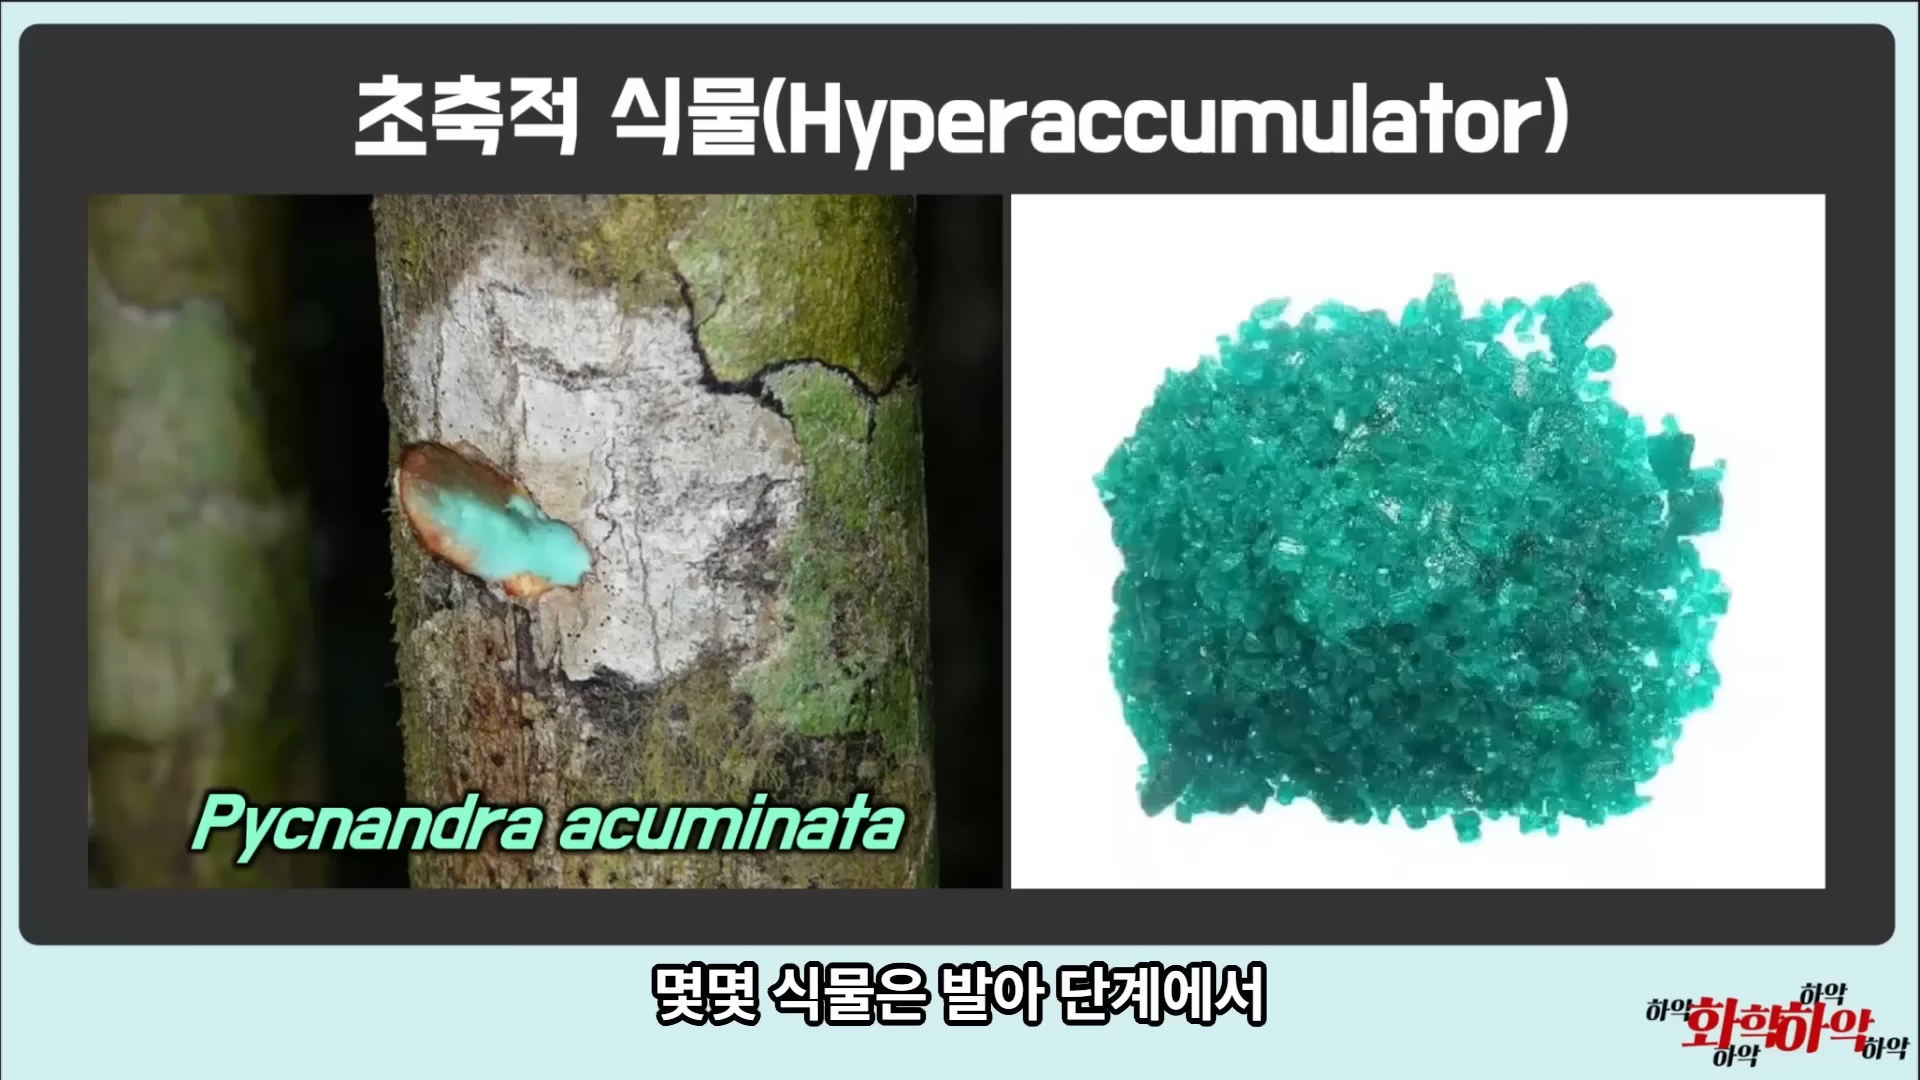 초축적 식물(Hyperaccumulator)
Pycnandra acuminata
몇몇 식물은 발아 단계에서
하악
하악
화학하악
하악
하악